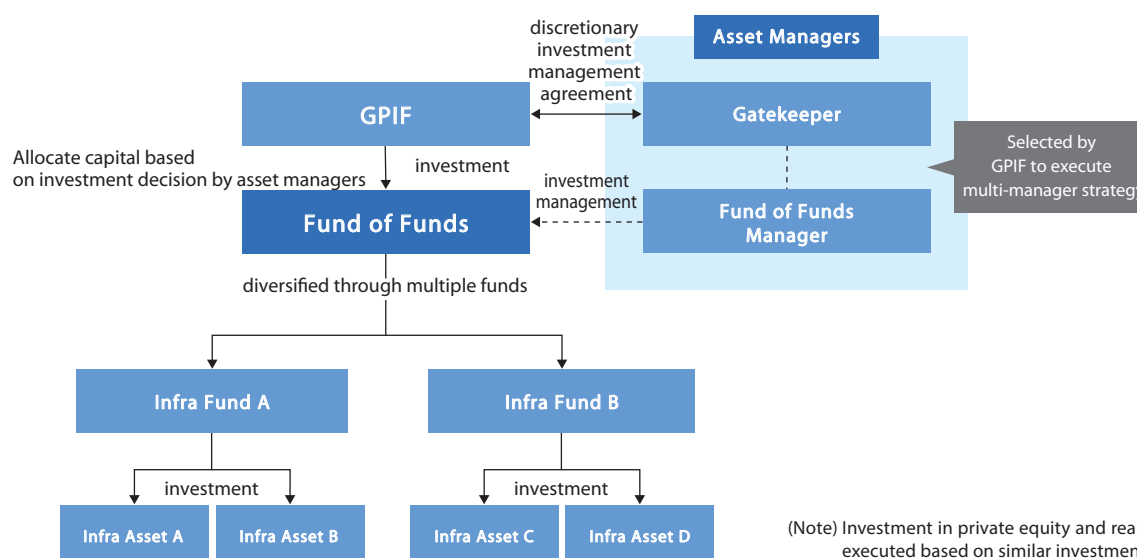 discretionary
investment
management
agreement
Asset Managers
GPIF
Gatekeeper
Selected by
GPIF to execute
multi-manager strategy
Allocate capital based
on investment decision by asset managers
investment
investment
management
Fund of Funds
Fund of Funds
Manager
diversified through multiple funds
Infra Fund A
Infra Fund B
investment
investment
Infra Asset A
Infra Asset B
Infra Asset C
Infra Asset D
(Note) Investment in private equity and rea
executed based on similar investmen